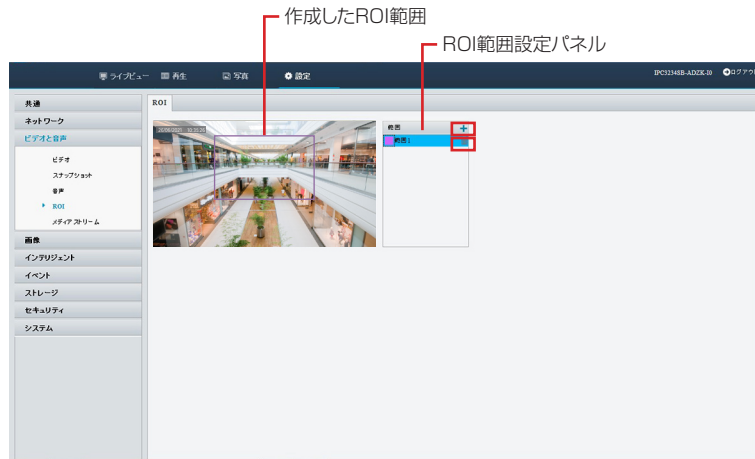 作成したROI範囲
ROI範囲設定パネル
ライブビュー 再生 写真 設定
IPC3234SB-ADZK-I0 ログアウト
共通
ネットワーク
ビデオと音声
ビデオ
スナップショット
音声
ROI
メディア ストリーム
画像
インテリジェント
イベント
ストレージ
セキュリティ
システム
ROI
範囲
範囲1